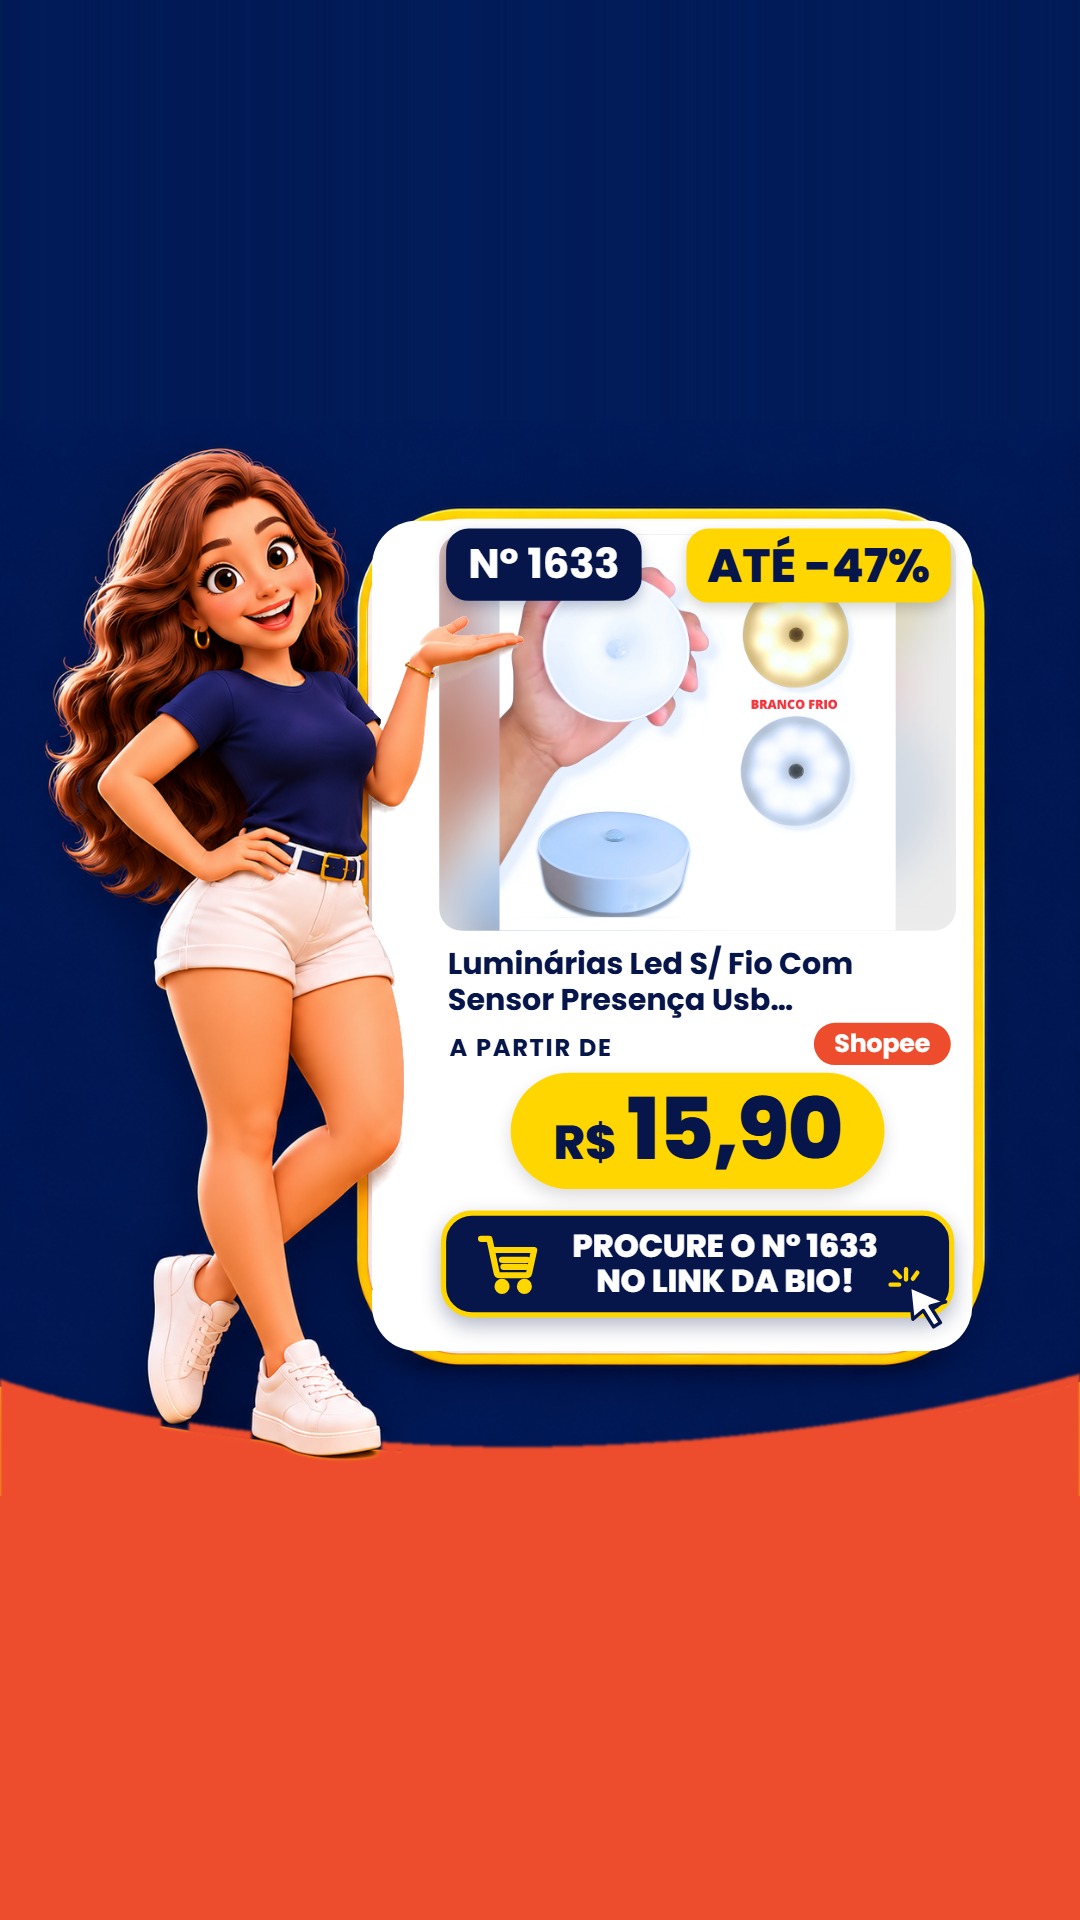 Nº 1633
ATÉ -47%
BRANCO FRIO
Luminárias Led S/ Fio Com
Sensor Presença Usb...
A PARTIR DE
Shopee
R$ 15,90
PROCURE O Nº 1633
NO LINK DA BIO!